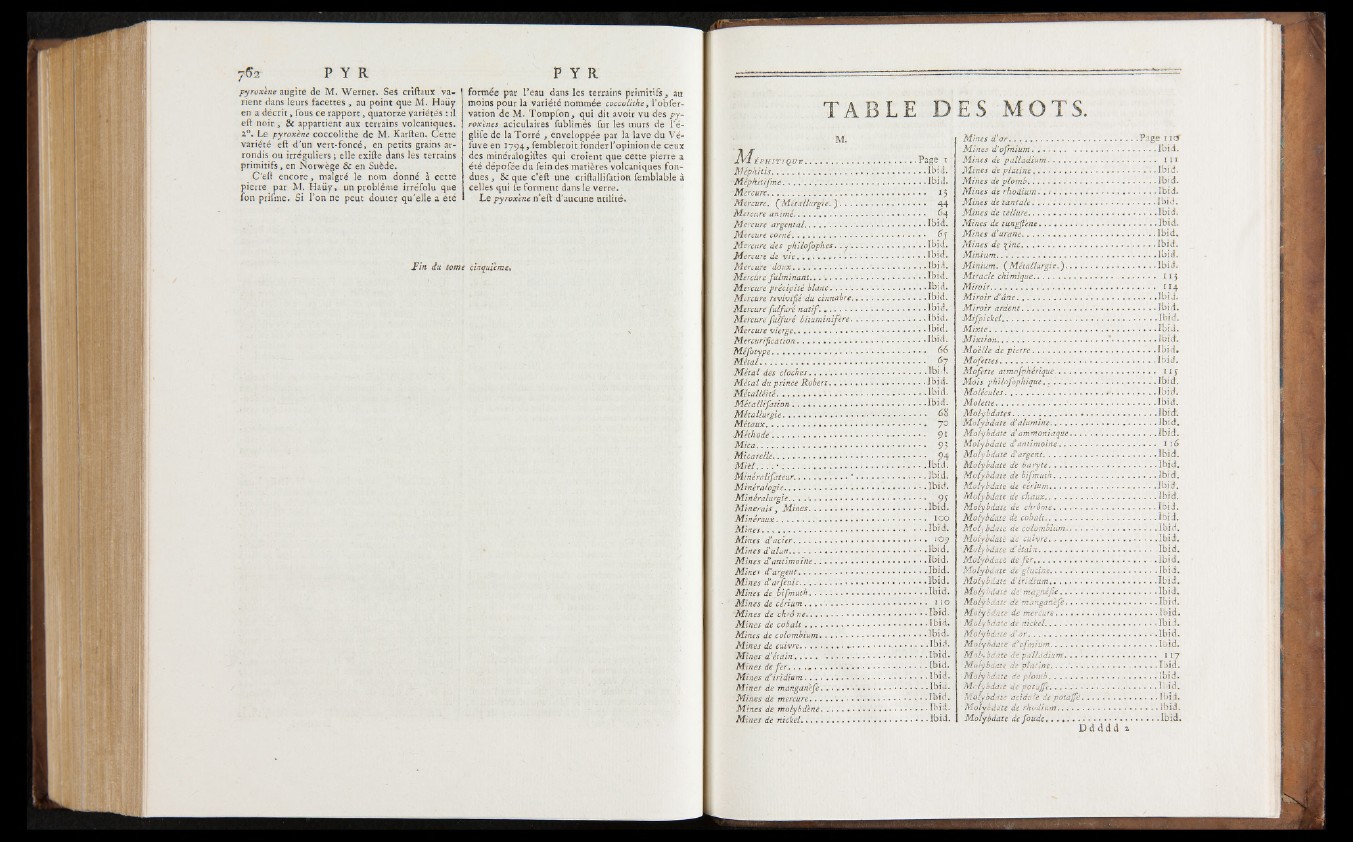 762 PYR PYR
pyroxène augite de M. Werner. Ses criſtaux va-
rient dans leurs facettes, au point que M. Haüy
en a décrit, ſous ce rapport, quatorze variétés : il
eſt noir, & appartient aux terrains volcaniques.
2°. Le pyroxène coccolithe de M. Karſten. Cette
variété eſt d'un vert-foncé, en petits grains ar-
rondis ou irréguliers ; elle exiſte dans les terrains
primitifs, en Norwège & en Suède.
C'eſt encore, malgré le nom donné à cette
pierre par M. Haüy, un problème irréſolu que
ſon priſme. Si l'on ne peut douter qu'elle a été
formée par l'eau dans les terrains primitifs, au
moins pour la variété nommée coccolithe, l'obſer-
vation de M. Tompſon, qui dit avoir vu des py-
roxènes aciculaires ſublimés ſur les murs de l'é-
gliſe de la Torré, enveloppée par la lave du Vé-
ſuve en 1794, ſembleroit fonder l'opinion de ceux
des minéralogiſtes qui croient que cette pierre a
été dépoſée du ſein des matières volcaniques fon-
dues, & que c'eſt une criſtalliſation ſemblable à
celles qui ſe forment dans le verre.
Le pyroxène n'eſt d'aucune utilité.
Fin du tome cinquième.
TABLE DES MOTS.
M.
MÉPHITIQUE. Page 1
Méphitis. Ibid.
Méphitiſme. Ibid.
Mercure. 15
Mercure. (Métallurgie.) 44
Mercure animé. 64
Mercure argental. Ibid.
Mercure corné. 65
Mercure des philoſophes. Ibid.
Mercure de vie. Ibid.
Mercure doux. Ibid.
Mercure fulminant. Ibid.
Mercure précipité blanc. Ibid.
Mercure revivifié du cinnabre. Ibid.
Mercure ſulfuré natif. Ibid.
Mercure ſulfuré bituminifère. Ibid.
Mercure vierge. Ibid.
Mercurification. Ibid.
Méſotype. 66
Métal. 67
Métal des cloches. Ibid.
Métal du prince Robert. Ibid.
Métalléité. Ibid.
Métalliſation. Ibid.
Métallurgie. 68
Métaux. 70
Méthode. 91
Mica. 93
Micarelle. 94
Miel. Ibid.
Minéraliſateur. Ibid.
Minéralogie. Ibid.
Minéralurgie. 95
Minerais, Mines. Ibid.
Minéraux. 100
Mines. Ibid.
Mines d'acier. 109
Mines d'alun. Ibid.
Mines d'antimoine. Ibid.
Mines d'argent. Ibid.
Mines d'arſenic. Ibid.
Mines de biſmuth. Ibid.
Mines de cérium. 110
Mines de chrôme. Ibid.
Mines de cobalt. Ibid.
Mines de colombium. Ibid.
Mines de cuivre. Ibid.
Mines d'étain. Ibid.
Mines de fer. Ibid.
Mines d'iridium. Ibid.
Mines de manganèſe. Ibid.
Mines de mercure. Ibid.
Mines de molybdène. Ibid.
Mines de nickel. Ibid.
Mines d'or. Page 110
Mines d'oſmium. Ibid.
Mines de palladium. 111
Mines de platine. Ibid.
Mines de plomb. Ibid.
Mines de rhodium. Ibid.
Mines de tantale. Ibid.
Mines de tellure. Ibid.
Mines de tungſtène. Ibid.
Mines d'urane. Ibid.
Mines de zinc. Ibid.
Minium. Ibid.
Minium. (Métallurgie.) Ibid.
Miracle chimique. 113
Miroir. 114
Miroir d'âne. Ibid.
Miroir ardent. Ibid.
Miſpickel. Ibid.
Mixte. Ibid.
Mixtion. Ibid.
Moëlle de pierre. Ibid.
Mofettes. Ibid.
Mofette atmoſphérique. 115
Mois philoſophique. Ibid.
Molécules. Ibid.
Molette. Ibid.
Molybdates. Ibid.
Molybdate d'alumine. Ibid.
Molybdate d'ammoniaque. Ibid.
Molybdate d'antimoine. 116
Molybdate d'argent. Ibid.
Molybdate de baryte. Ibid.
Molybdate de biſmuth. Ibid.
Molybdate de cérium. Ibid.
Molybdate de chaux. Ibid.
Molybdate de chrôme. Ibid.
Molybdate de cobalt. Ibid.
Molybdate de colombium. Ibid.
Molybdate de cuivre. Ibid.
Molybdate d'étain. Ibid.
Molybdate de fer. Ibid.
Molybdate de glucine. Ibid.
Molybdate d'iridium. Ibid.
Molybdate de magnéſie. Ibid.
Molybdate de manganèſe. Ibid.
Molybdate de mercure. Ibid.
Molybdate de nickel. Ibid.
Molybdate d'or. Ibid.
Molybdate d'oſmium. Ibid.
Molybdate de palladium. 117
Molybdate de platine. Ibid.
Molybdate de plomb. Ibid.
Molybdate de potaſſe. Ibid.
Molybdate acidule de potaſſe. Ibid.
Molybdate de rhodium. Ibid.
Molybdate de ſoude. Ibid.
Ddddd 2